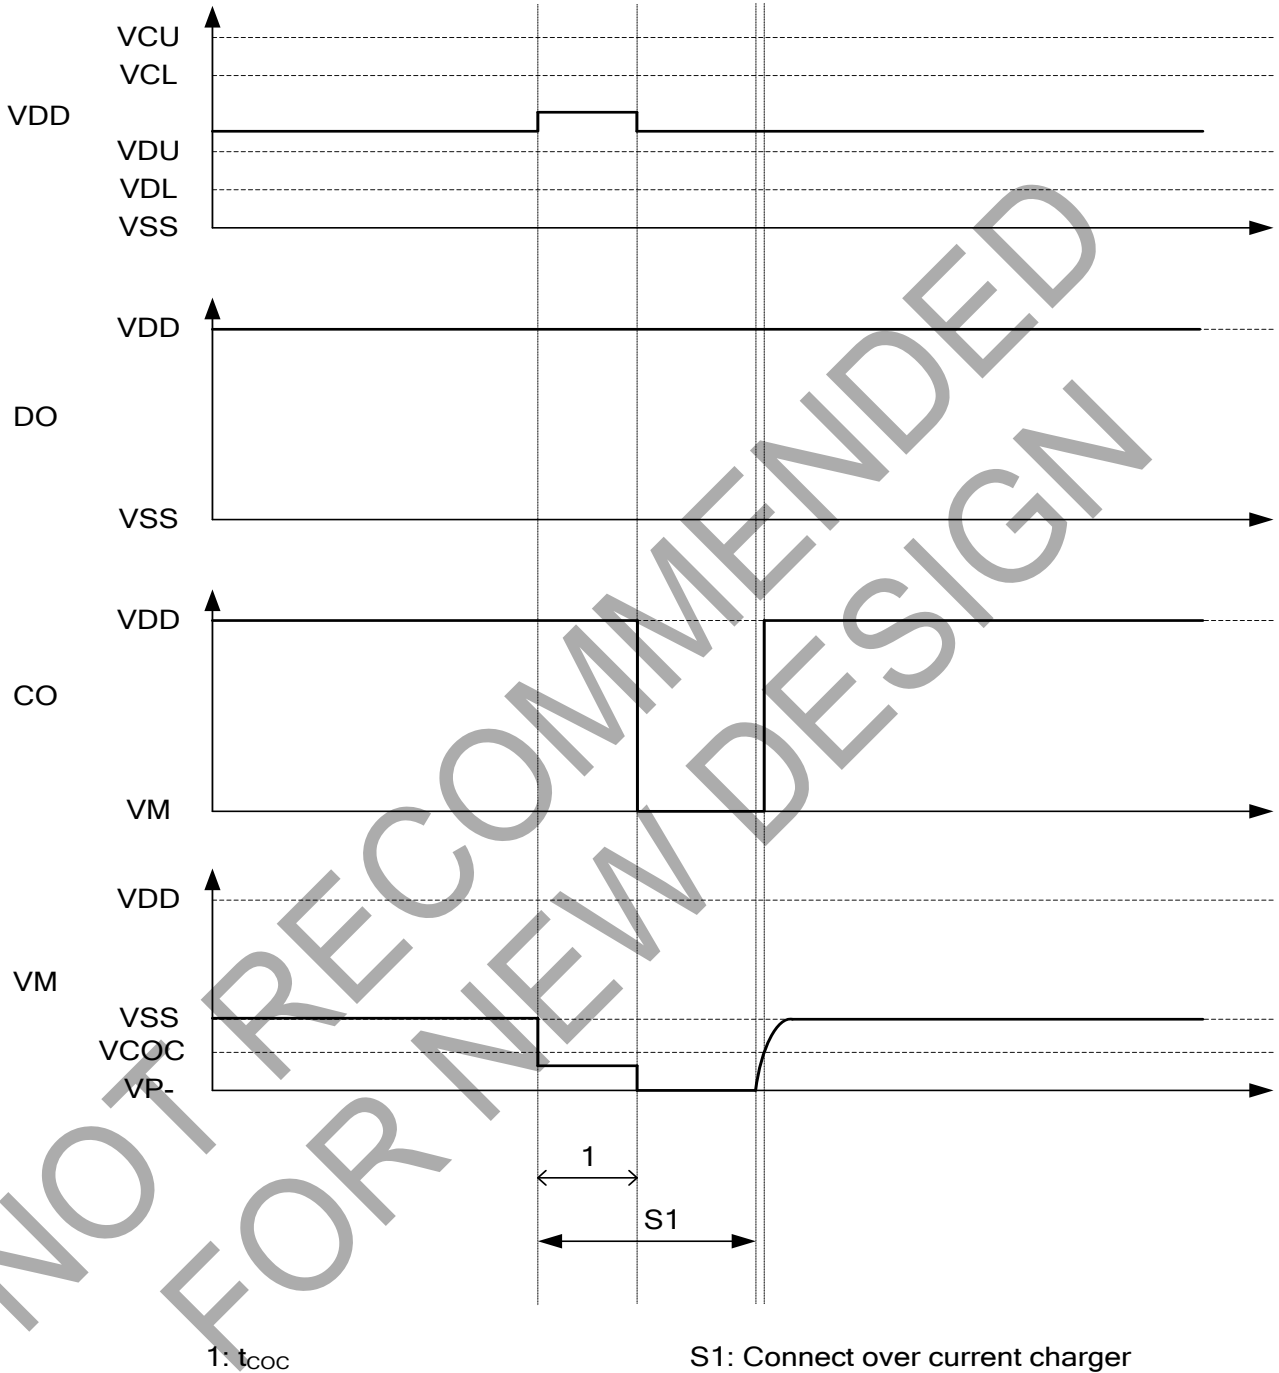 VCU
VCL
VDD
VDU
VDL
VSS
VDD
DO
VSS
VDD
CO
VM
VDD
VM
VSS
VCOC
VP-
1
S1
1: tCOC
S1: Connect over current charger
NOT RECOMMENDED
FOR NEW DESIGN